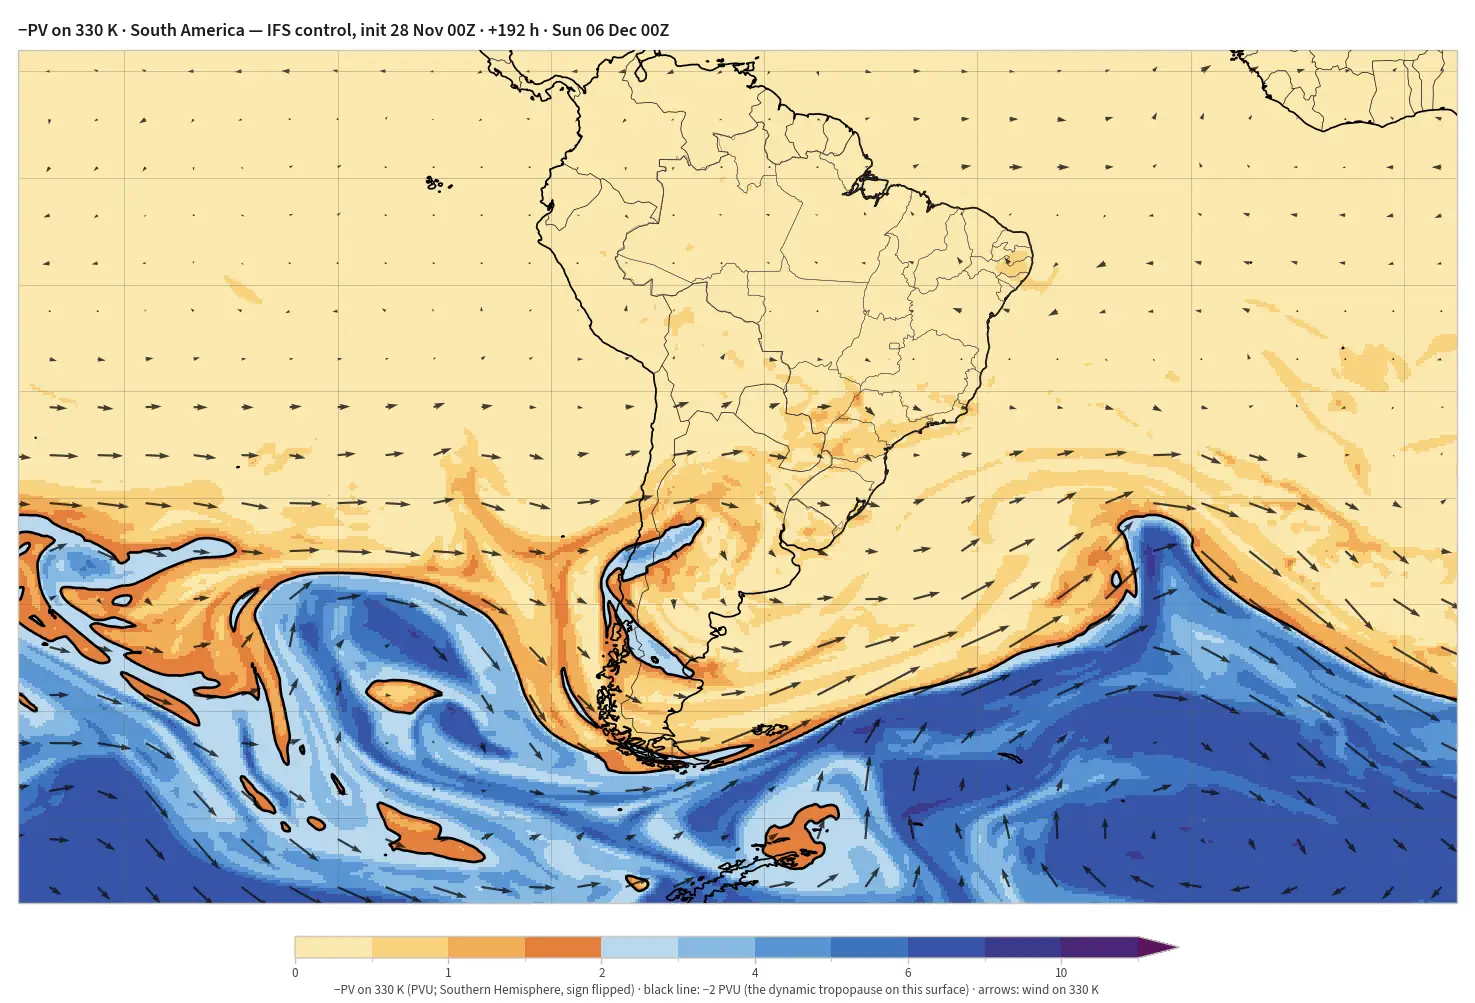 −PV on 330 K · South America — IFS control, init 28 Nov 00Z · +192 h · Sun 06 Dec 00Z
0 1 2 4 6 10
−PV on 330 K (PVU; Southern Hemisphere, sign flipped) · black line: −2 PVU (the dynamic tropopause on this surface) · arrows: wind on 330 K